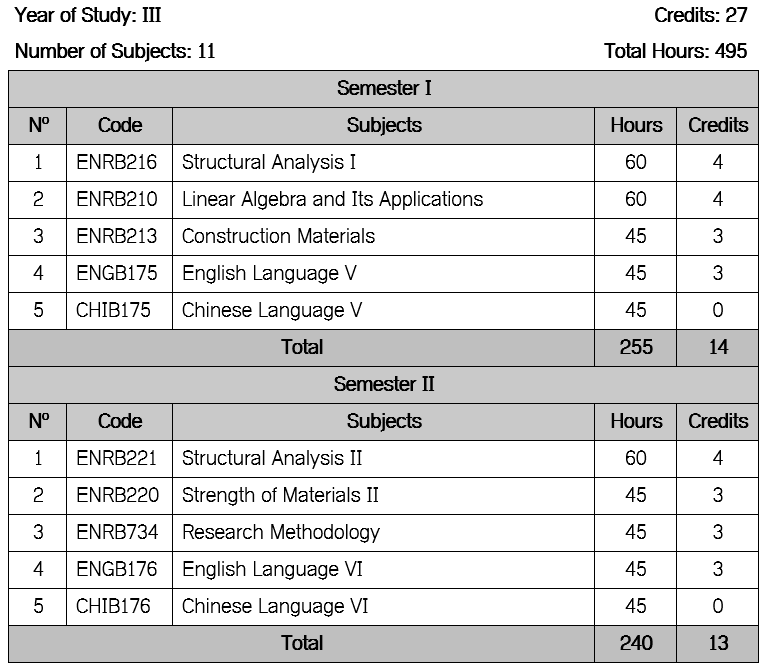 Year of Study: III Credits: 27
Number of Subjects: 11 Total Hours: 495
Semester I
Nº Code Subjects Hours Credits
1 ENRB216 Structural Analysis I 60 4
2 ENRB210 Linear Algebra and Its Applications 60 4
3 ENRB213 Construction Materials 45 3
4 ENGB175 English Language V 45 3
5 CHIB175 Chinese Language V 45 0
Total 255 14
Semester II
Nº Code Subjects Hours Credits
1 ENRB221 Structural Analysis II 60 4
2 ENRB220 Strength of Materials II 45 3
3 ENRB734 Research Methodology 45 3
4 ENGB176 English Language VI 45 3
5 CHIB176 Chinese Language VI 45 0
Total 240 13